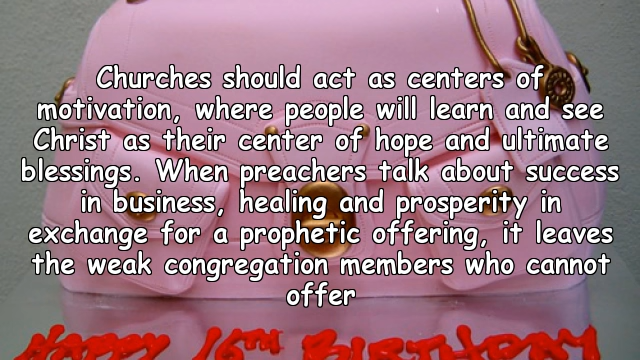 Churches should act as centers of
motivation, where people will learn and see
Christ as their center of hope and ultimate
blessings. When preachers talk about success
in business, healing and prosperity in
exchange for a prophetic offering, it leaves
the weak congregation members who cannot
offer
HAPPY 16TH BIRTHDAY